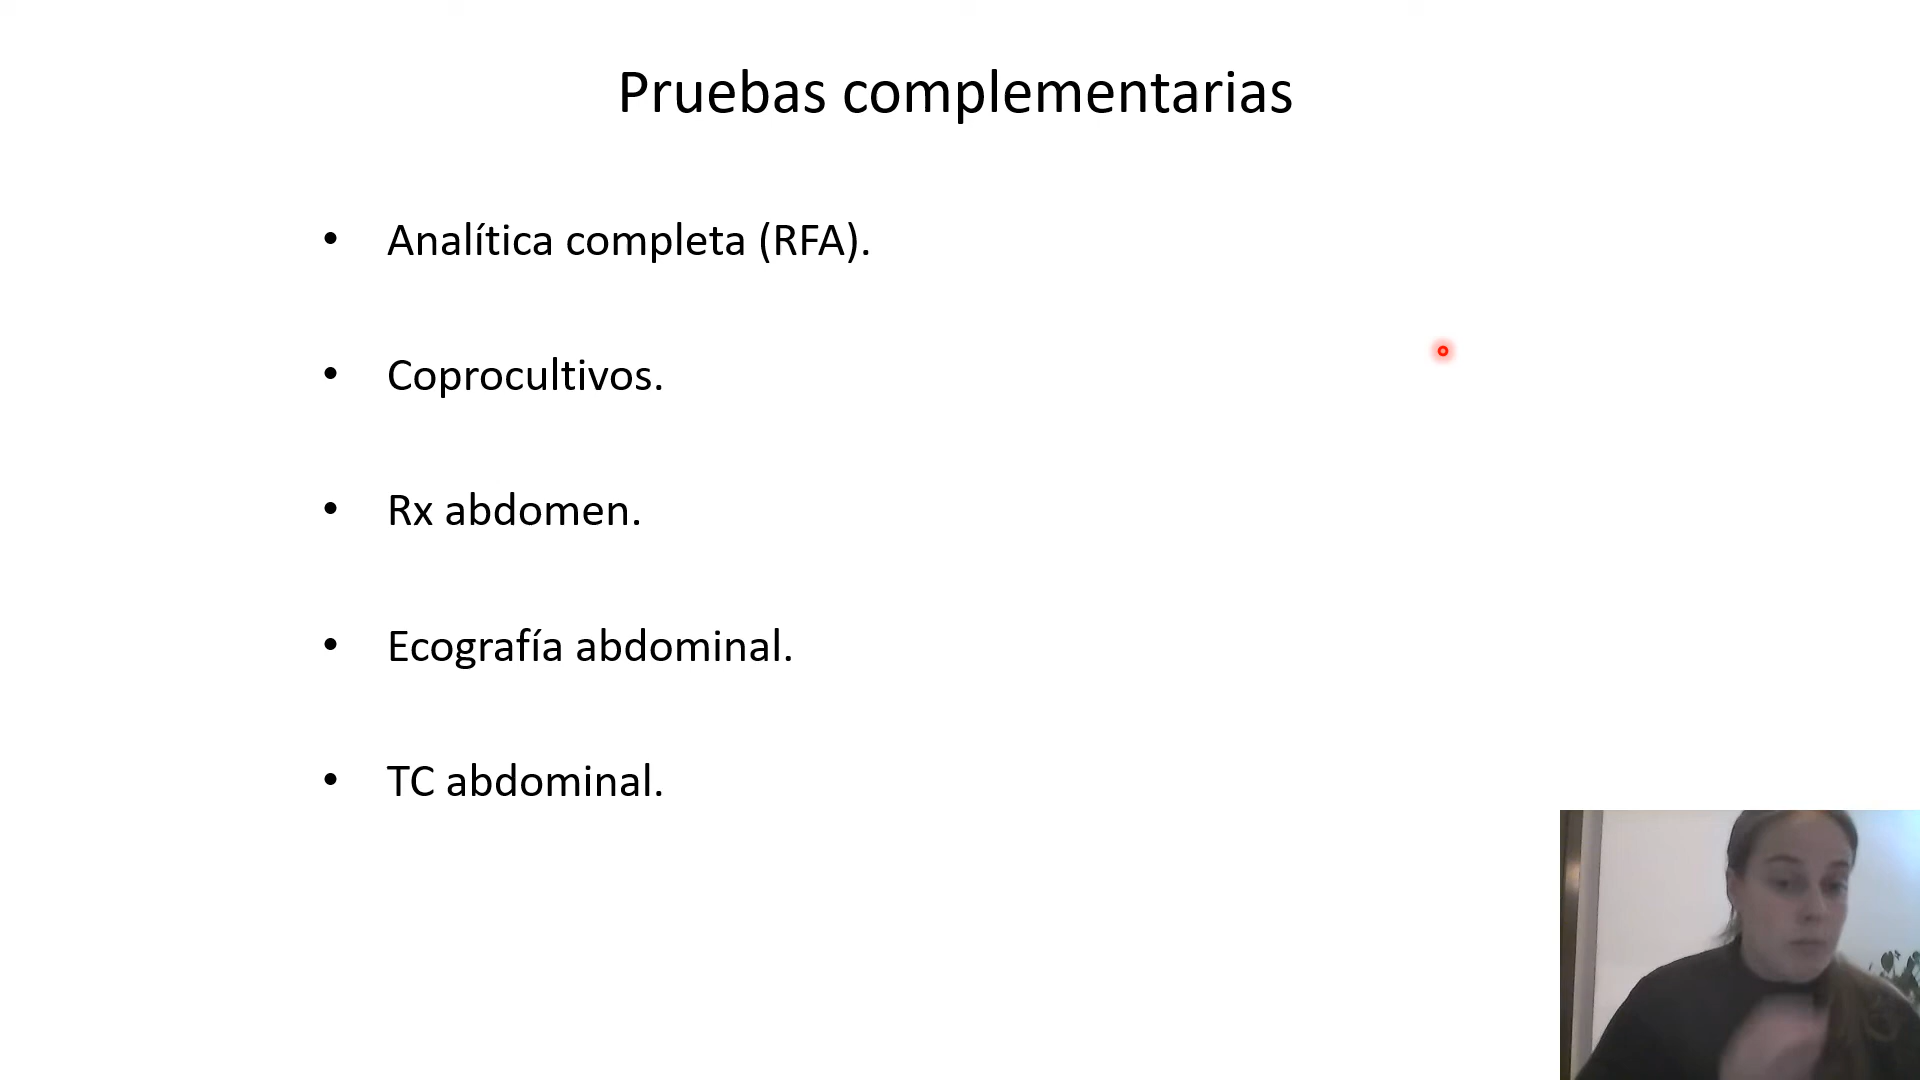 Pruebas complementarias
• Analítica completa (RFA).
• Coprocultivos.
• Rx abdomen.
• Ecografía abdominal.
• TC abdominal.